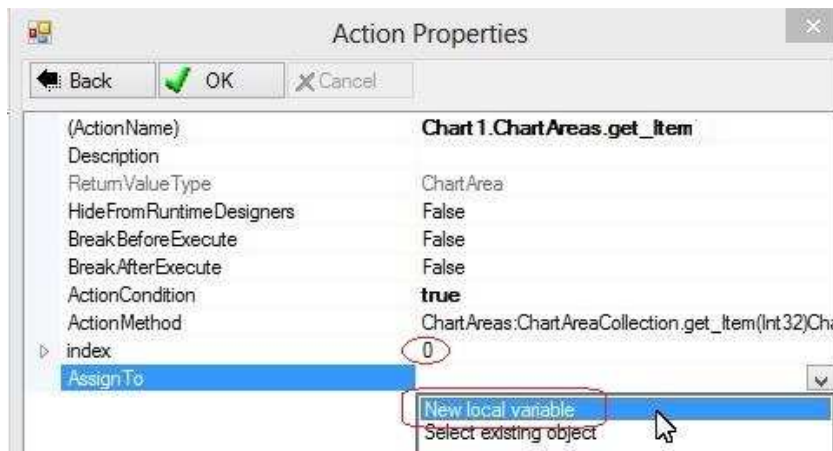 Action Properties
Back OK Cancel
(ActionName) Chart1.ChartAreas.get_Item
Description
ReturnValueType ChartArea
HideFromRuntimeDesigners False
BreakBeforeExecute False
BreakAfterExecute False
ActionCondition true
ActionMethod ChartAreas:ChartAreaCollection.get_Item(Int32)Cha
index 0
AssignTo
New local variable
Select existing object